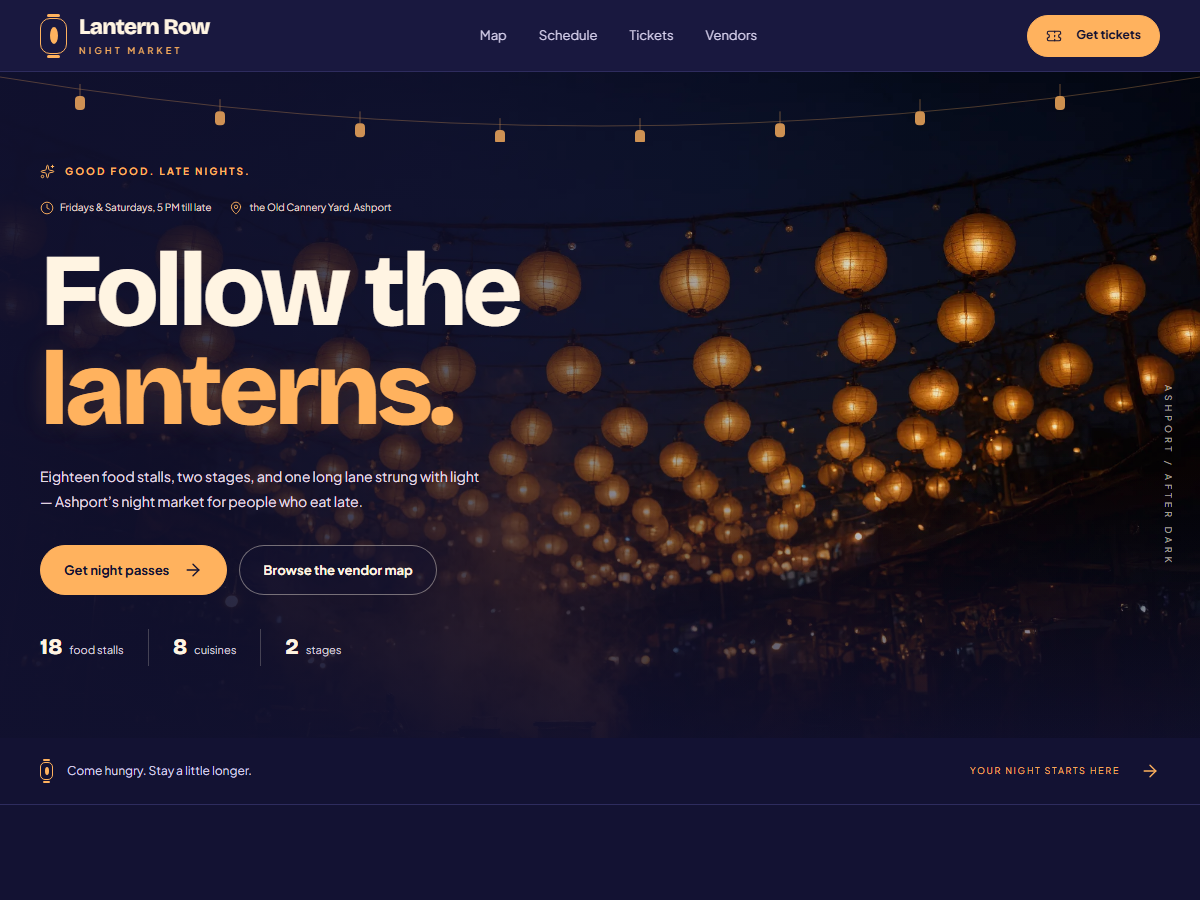 Lantern Row
NIGHT MARKET
Map
Schedule
Tickets
Vendors
Get tickets
GOOD FOOD. LATE NIGHTS.
Fridays & Saturdays, 5 PM till late
the Old Cannery Yard, Ashport
Follow the
lanterns.
Eighteen food stalls, two stages, and one long lane strung with light
— Ashport’s night market for people who eat late.
Get night passes
Browse the vendor map
18 food stalls
8 cuisines
2 stages
ASHPORT / AFTER DARK
Come hungry. Stay a little longer.
YOUR NIGHT STARTS HERE